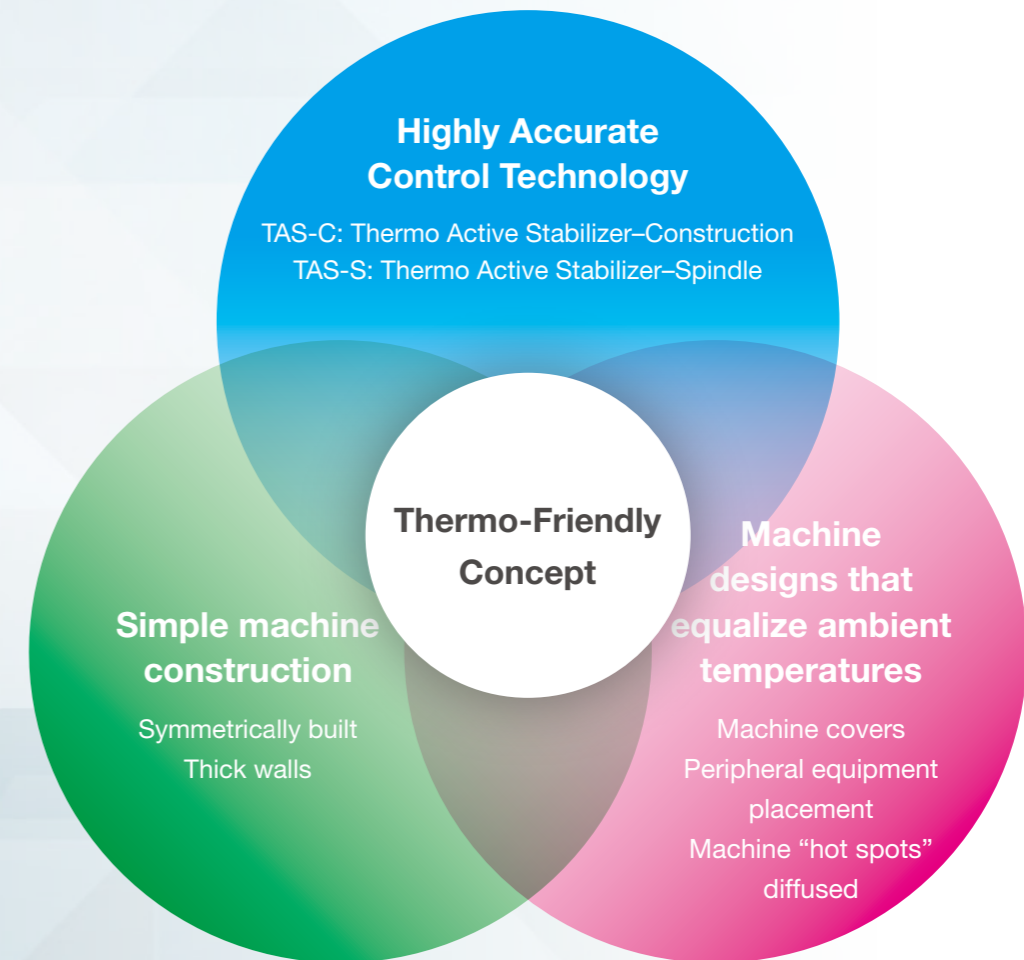 Highly Accurate
Control Technology
TAS-C: Thermo Active Stabilizer–Construction
TAS-S: Thermo Active Stabilizer–Spindle
Thermo-Friendly
Concept
Simple machine
construction
Symmetrically built
Thick walls
Machine
designs that
equalize ambient
temperatures
Machine covers
Peripheral equipment
placement
Machine “hot spots”
diffused